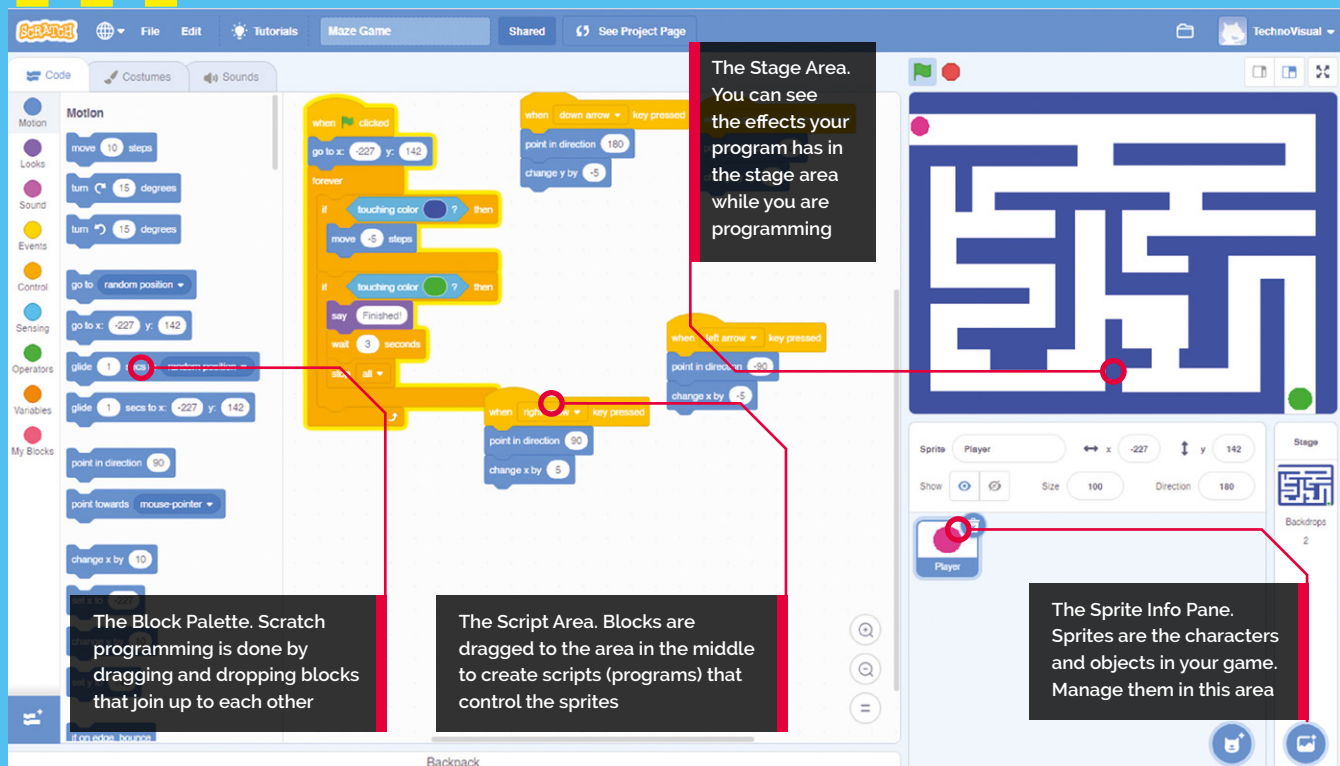 SCRATCH
File
Edit
Tutorials
Maze Game
Shared
See Project Page
TechnoVisual
Code
Costumes
Sounds
Motion
Looks
Sound
Events
Control
Sensing
Operators
Variables
My Blocks
Motion
move 10 steps
turn 15 degrees
turn 15 degrees
go to random position
go to x: -227 y: 142
glide 1 secs random position
glide 1 secs to x: -227 y: 142
point in direction 90
point towards mouse-pointer
change x by 10
set x to -227
change y by 10
set y
if on edge, bounce
when clicked
go to x: -227 y: 142
forever
if touching color ? then
move -5 steps
if touching color ? then
say Finished!
wait 3 seconds
stop all
when down arrow key pressed
point in direction 180
change y by -5
when left arrow key pressed
point in direction -90
change x by -5
when right arrow key pressed
point in direction 90
change x by 5
The Stage Area.
You can see
the effects your
program has in
the stage area
while you are
programming
The Block Palette. Scratch
programming is done by
dragging and dropping blocks
that join up to each other
The Script Area. Blocks are
dragged to the area in the middle
to create scripts (programs) that
control the sprites
The Sprite Info Pane.
Sprites are the characters
and objects in your game.
Manage them in this area
Sprite Player x -227 y 142
Show Size 100 Direction 180
Player
Stage
Backdrops
2
Backpack